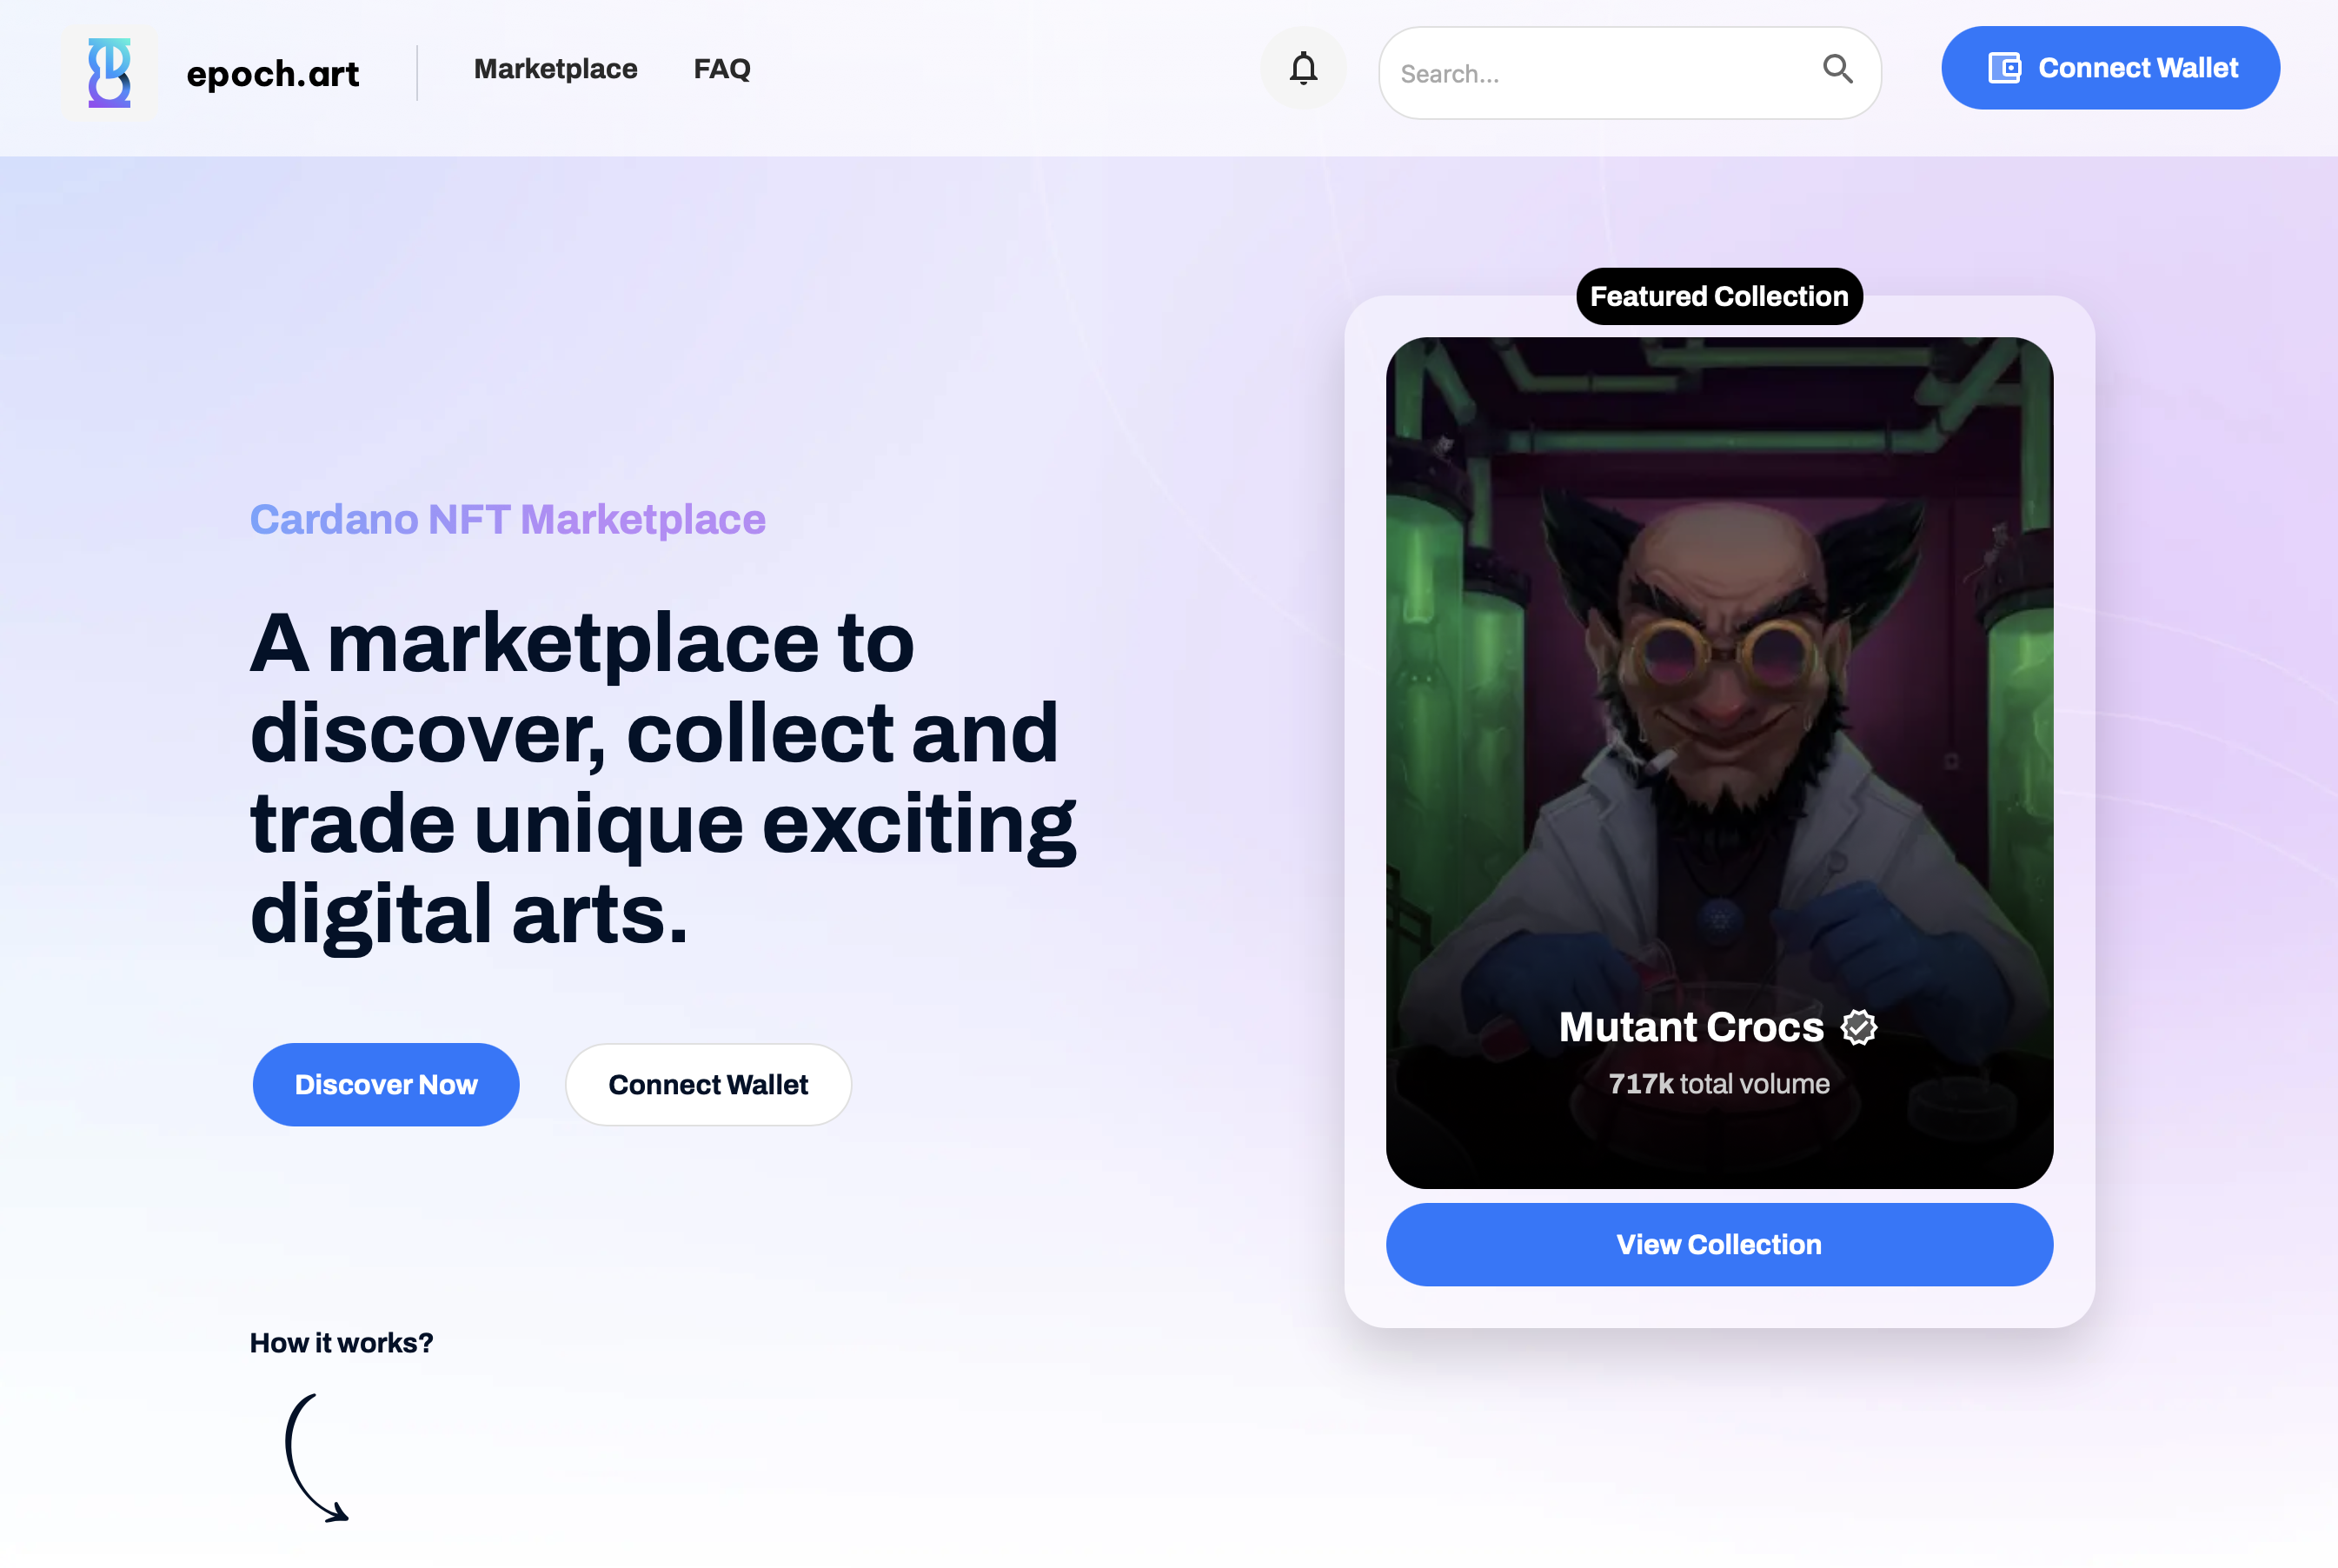 epoch.art
Marketplace
FAQ
Search...
Connect Wallet
Cardano NFT Marketplace
A marketplace to
discover, collect and
trade unique exciting
digital arts.
Discover Now
Connect Wallet
How it works?
Featured Collection
Mutant Crocs
717k total volume
View Collection